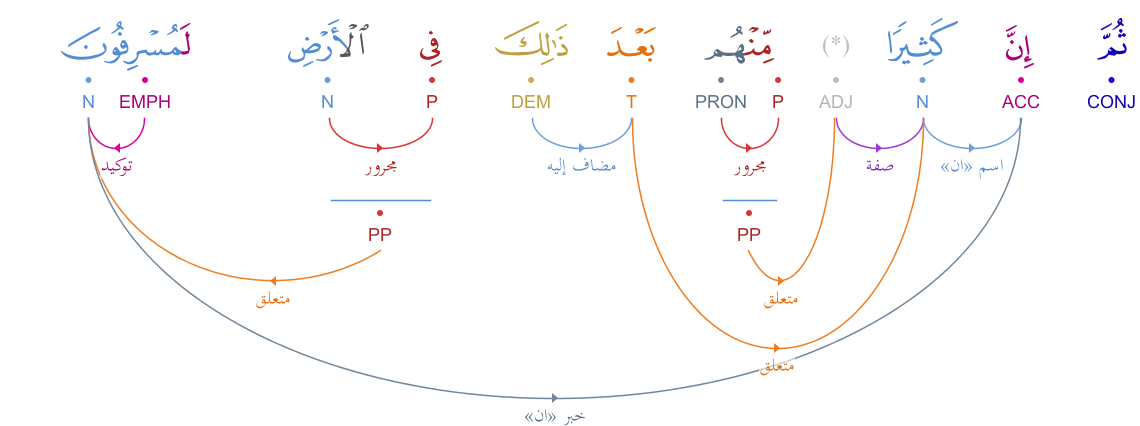 ثُمَّ إِنَّ كَثِيرًا (*) مِّنْهُم بَعْدَ ذَٰلِكَ فِى ٱلْأَرْضِ لَمُسْرِفُونَ
CONJ ACC N ADJ P PRON T DEM P N EMPH N
اسم «ان» صفة مجرور مضاف إليه مجرور توكيد
PP PP
متعلق متعلق
متعلق
خبر «ان»